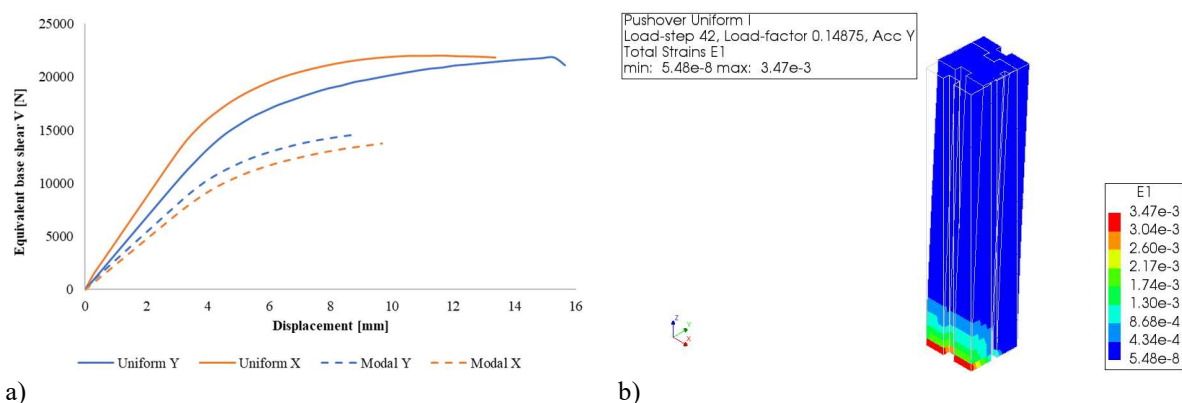 25000
20000
15000
10000
5000
0
Equivalent base shear V [N]
0 2 4 6 8 10 12 14 16
Displacement [mm]
Uniform Y Uniform X Modal Y Modal X
a)
Pushover Uniform I
Load-step 42, Load-factor 0.14875, Acc Y
Total Strains E1
min: 5.48e-8 max: 3.47e-3
Z
Y
X
E1
3.47e-3
3.04e-3
2.60e-3
2.17e-3
1.74e-3
1.30e-3
8.68e-4
4.34e-4
5.48e-8
b)